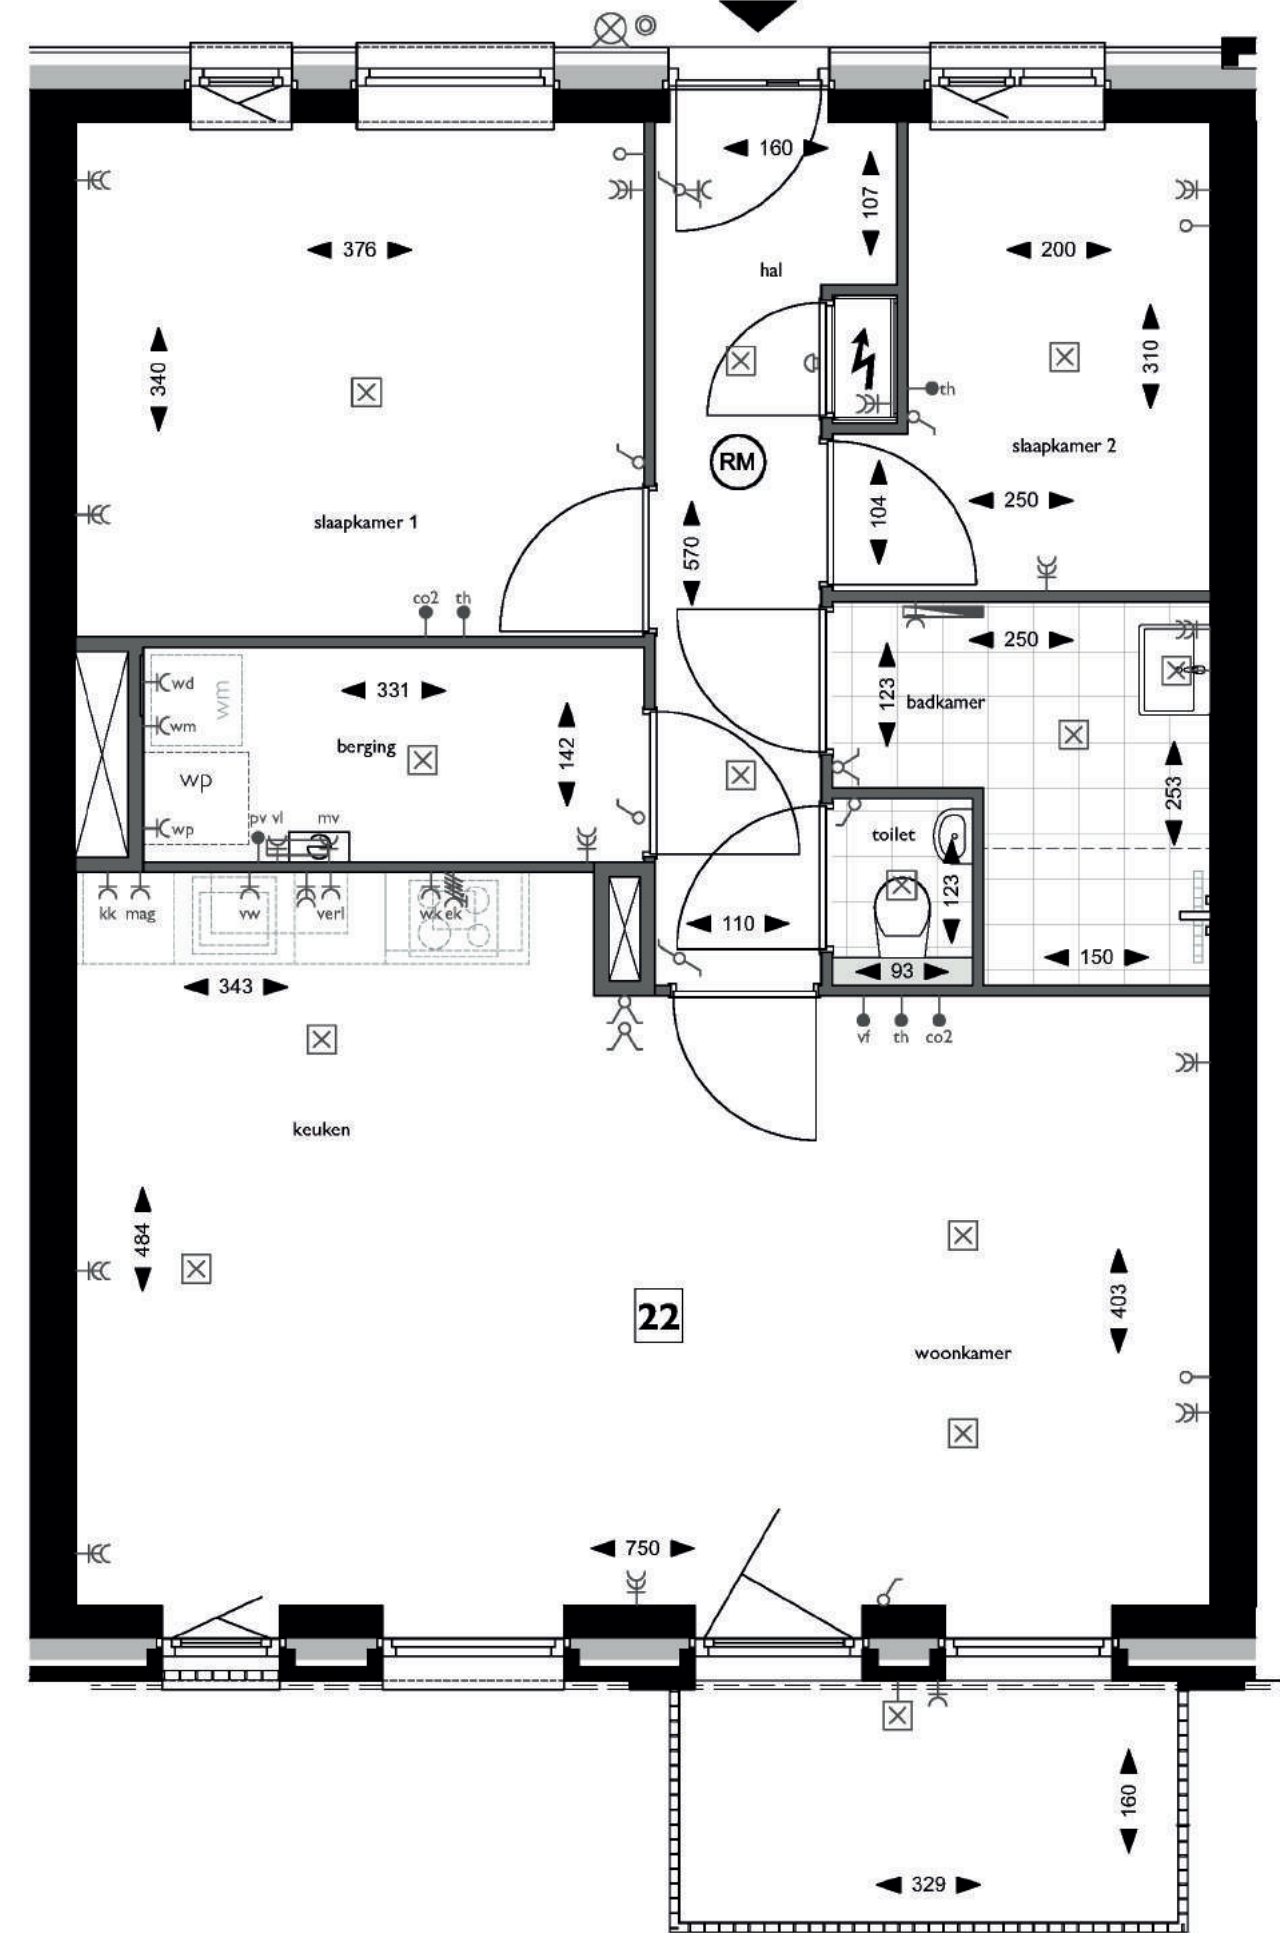 160
107
376
200
hal
340
310
th
slaapkamer 2
RM
250
104
slaapkamer 1
570
co2 th
250
wd
wm
331
123
badkamer
wm
berging
142
253
wp
wp
pv vl mv
toilet
123
kk mag vw verl wk ek
110
150
93
343
vf th co2
keuken
484
403
22
woonkamer
750
160
329